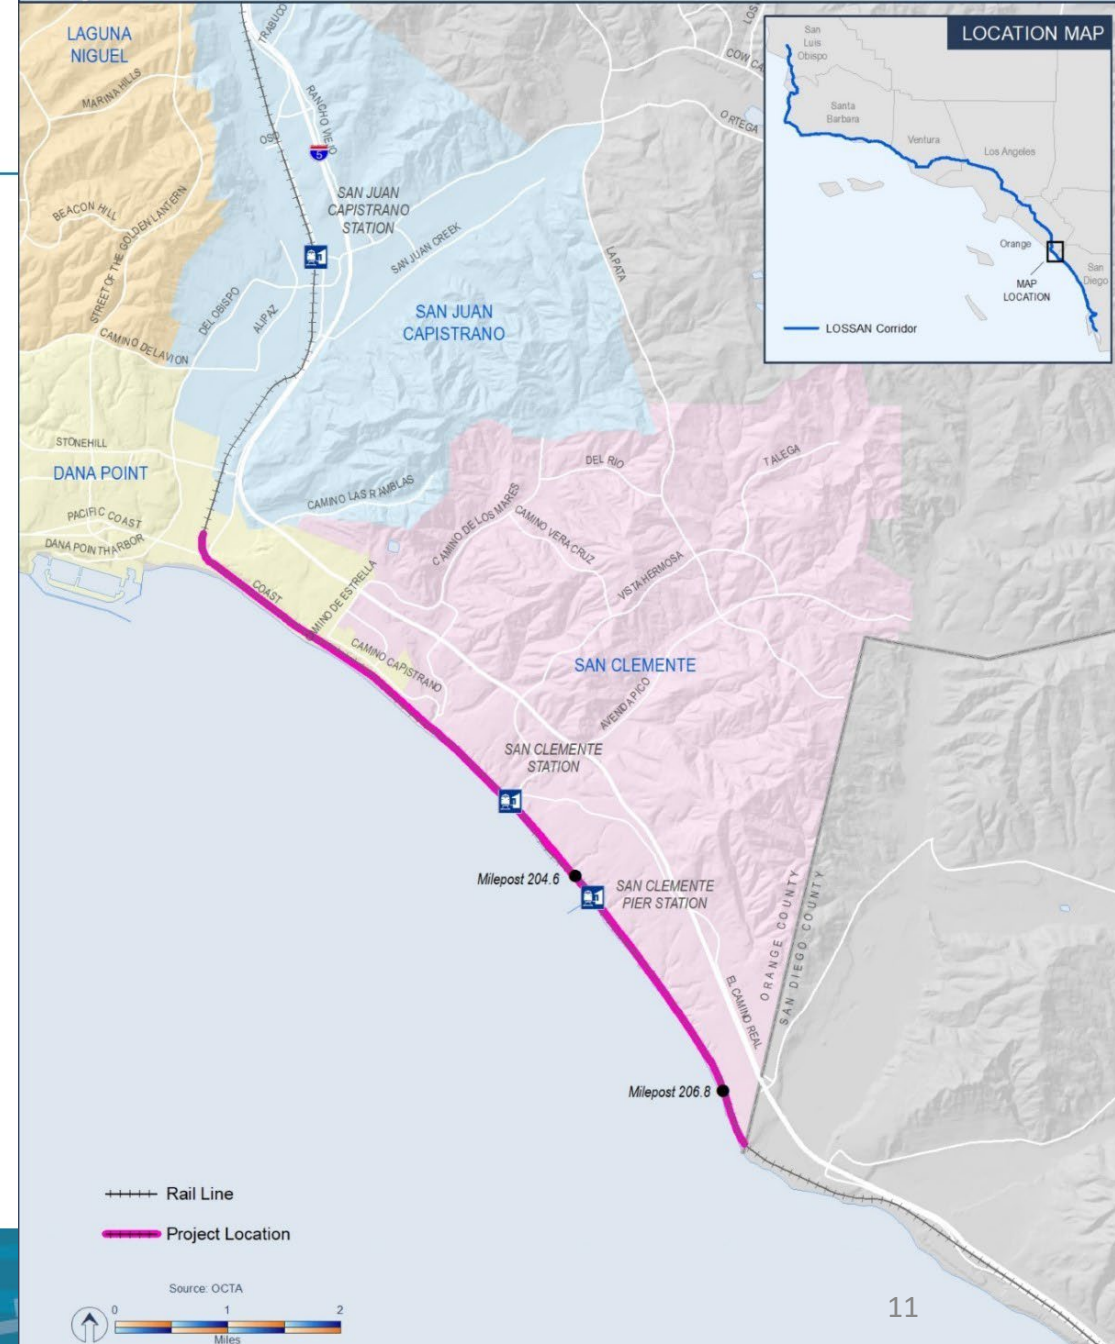 LOCATION MAP
San
Luis
Obispo
Santa
Barbara
Ventura
Los Angeles
Orange
San
Diego
MAP
LOCATION
LOSSAN Corridor
LAGUNA
NIGUEL
TRABUCO
COW CA
ORTEGA
MARINA HILLS
RANCHO VIEJO
OSO
5
SAN JUAN
CAPISTRANO
STATION
BEACON HILL
STREET OF THE GOLDEN LANTERN
SAN JUAN CREEK
LA PATA
DEL OBISPO
ALIPAZ
SAN JUAN
CAPISTRANO
CAMINO DEL AVION
STONEHILL
DANA POINT
DEL RIO
TALEGA
CAMINO LAS RAMBLAS
PACIFIC COAST
DANA POINT HARBOR
CAMINO DE LOS MARES
CAMINO VERA CRUZ
VISTA HERMOSA
COAST
CAMINO DE ESTRELLA
CAMINO CAPISTRANO
SAN CLEMENTE
AVENIDA PICO
SAN CLEMENTE
STATION
Milepost 204.6
SAN CLEMENTE
PIER STATION
ORANGE COUNTY
SAN DIEGO COUNTY
EL CAMINO REAL
Milepost 206.8
Rail Line
Project Location
Source: OCTA
0 1 2
Miles
11